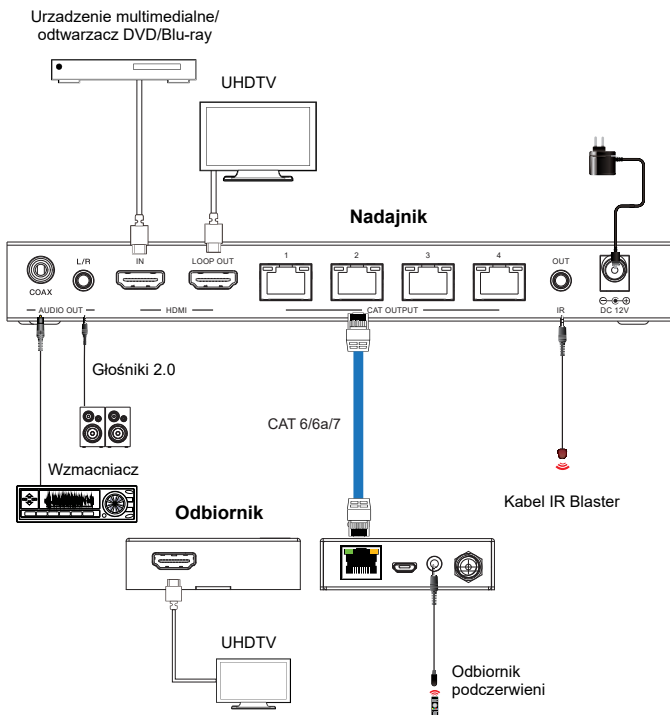 Urzadzenie multimedialne/
odtwarzacz DVD/Blu-ray
UHDTV
Nadajnik
COAX
L/R
IN
LOOP OUT
1
2
3
4
OUT
AUDIO OUT
HDMI
CAT OUTPUT
IR
DC 12V
Głośniki 2.0
CAT 6/6a/7
Wzmacniacz
Kabel IR Blaster
Odbiornik
UHDTV
Odbiornik
podczerwieni